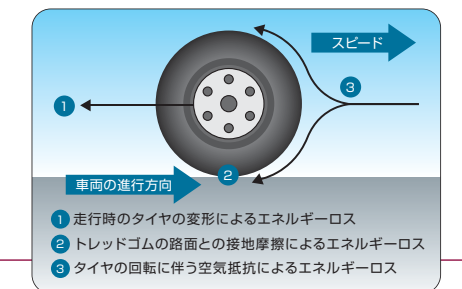 スピード
3
1
2
車両の進行方向
1 走行時のタイヤの変形によるエネルギーロス
2 トレッドゴムの路面との接地摩擦によるエネルギーロス
3 タイヤの回転に伴う空気抵抗によるエネルギーロス